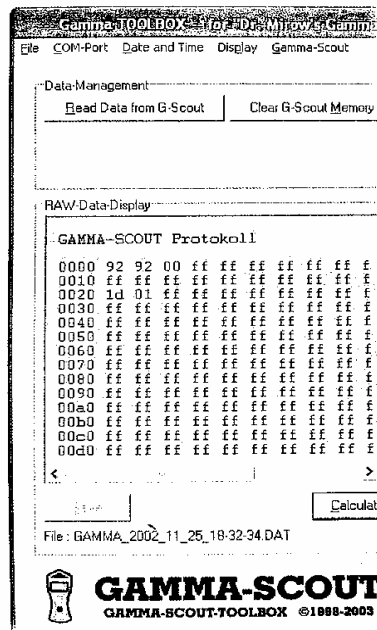 Gamma-TOOLBOX - for "Dr. Mirow's Gamm
File COM-Port Date and Time Display Gamma-Scout
Data-Management
Read Data from G-Scout Clear G-Scout Memory
RAW-Data-Display
GAMMA-SCOUT Protokoll
0000 92 92 00 ff ff ff ff ff ff f
0010 ff ff ff ff ff ff ff ff ff f
0020 1d 01 ff ff ff ff ff ff ff f
0030 ff ff ff ff ff ff ff ff ff f
0040 ff ff ff ff ff ff ff ff ff f
0050 ff ff ff ff ff ff ff ff ff f
0060 ff ff ff ff ff ff ff ff ff f
0070 ff ff ff ff ff ff ff ff ff f
0080 ff ff ff ff ff ff ff ff ff f
0090 ff ff ff ff ff ff ff ff ff f
00a0 ff ff ff ff ff ff ff ff ff f
00b0 ff ff ff ff ff ff ff ff ff f
00c0 ff ff ff ff ff ff ff ff ff f
00d0 ff ff ff ff ff ff ff ff ff f
Calculat
File : GAMMA_2002_11_25_18-32-34.DAT
GAMMA-SCOUT
GAMMA-SCOUT-TOOLBOX ©1998-2003